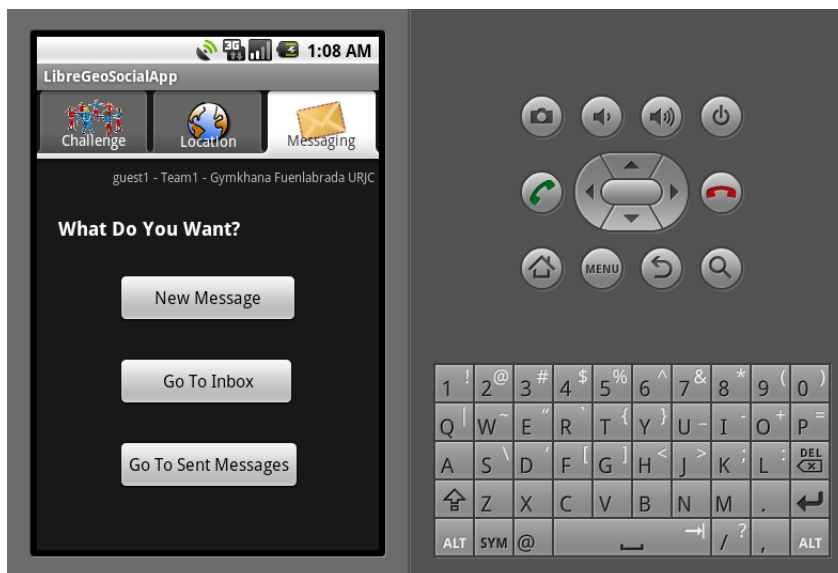 3G 1:08 AM
LibreGeoSocialApp
Challenge Location Messaging
guest1 - Team1 - Gymkhana Fuenlabrada URJC
What Do You Want?
New Message
Go To Inbox
Go To Sent Messages
MENU
1 ! 2 @ 3 # 4 $ 5 % 6 ^ 7 & 8 * 9 ( 0 )
Q | W ~ E " R ` T { Y } U _ I - O + P =
A S \ D ' F [ G ] H < J > K ; L : DEL
Z X C V B N M .
ALT SYM @ / ? , ALT